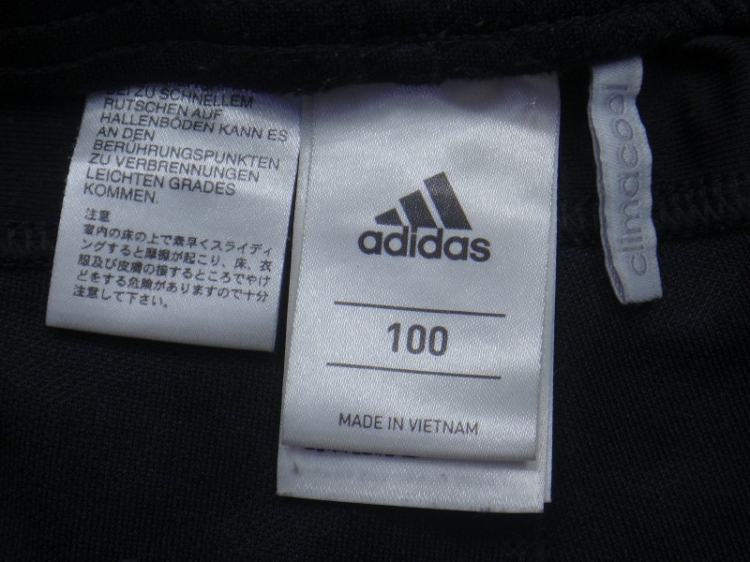 BEI ZU SCHNELLEM
RUTSCHEN AUF
HALLENBÖDEN KANN ES
AN DEN
BERÜHRUNGSPUNKTEN
ZU VERBRENNUNGEN
LEICHTEN GRADES
KOMMEN.
注意
室内の床の上で素早くスライディ
ングすると摩擦が起こり、床、衣
服及び皮膚の接するところでやけ
どをする危険がありますので十分
注意して下さい。
adidas
100
MADE IN VIETNAM
climacool